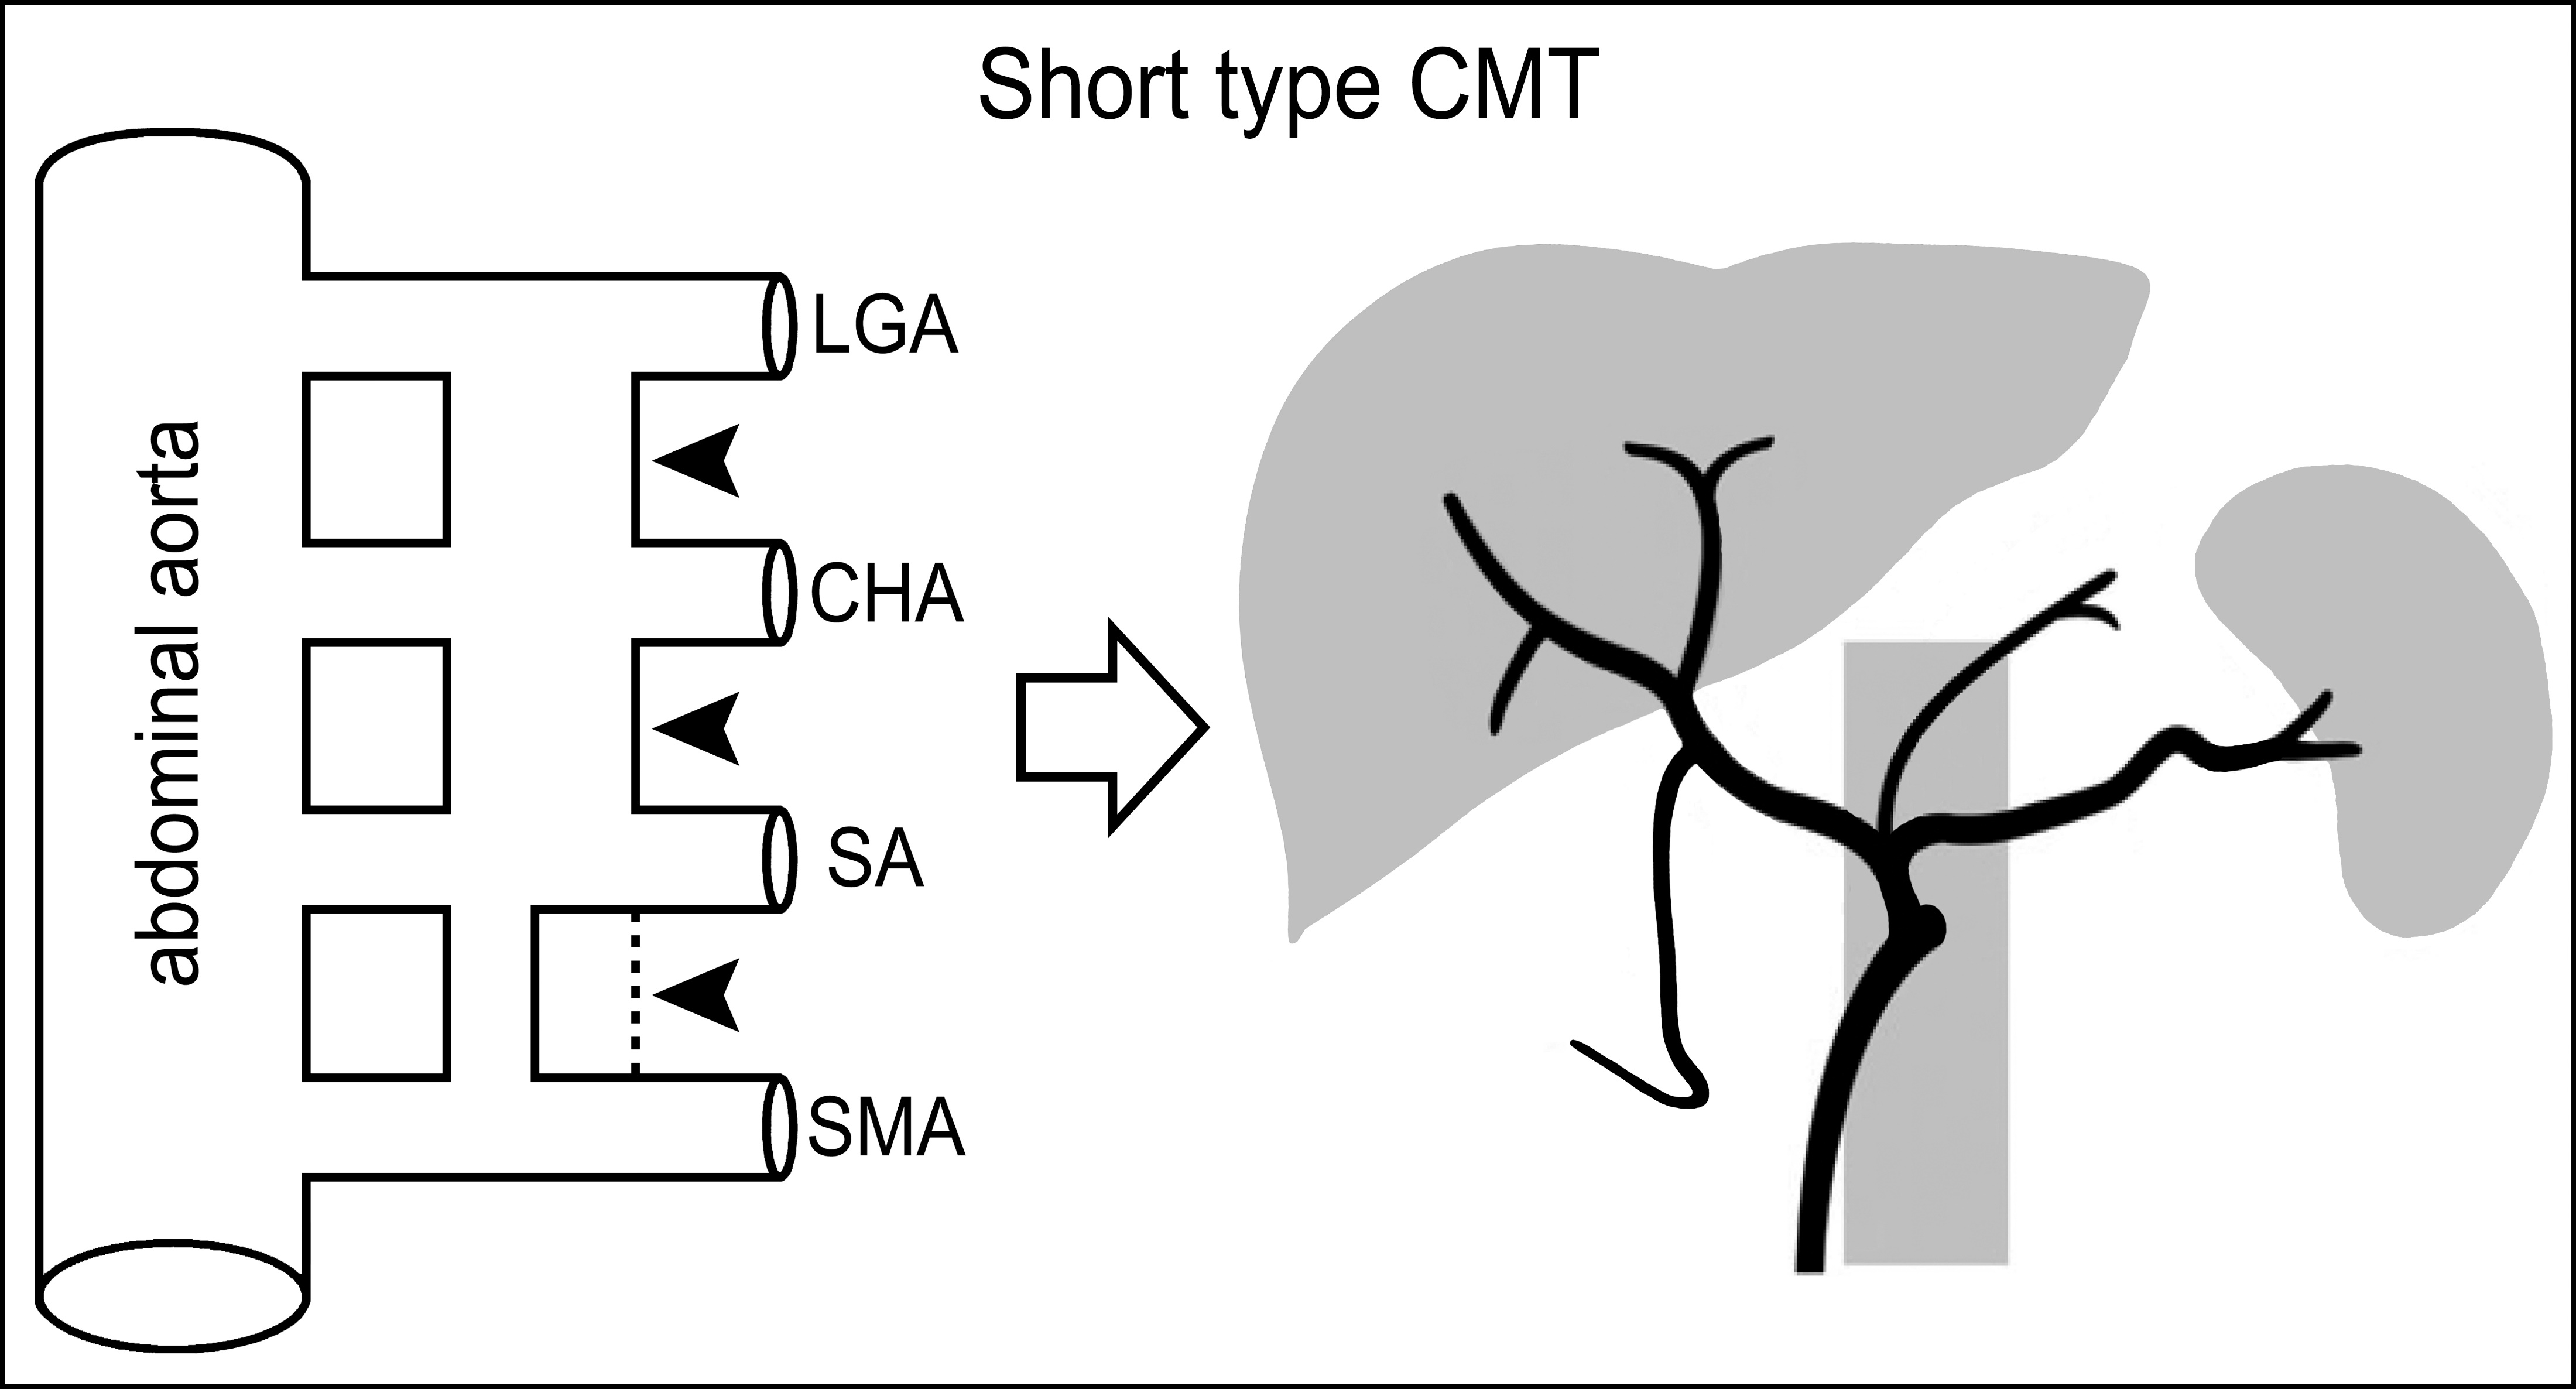 Short type CMT
abdominal aorta
LGA
CHA
SA
SMA